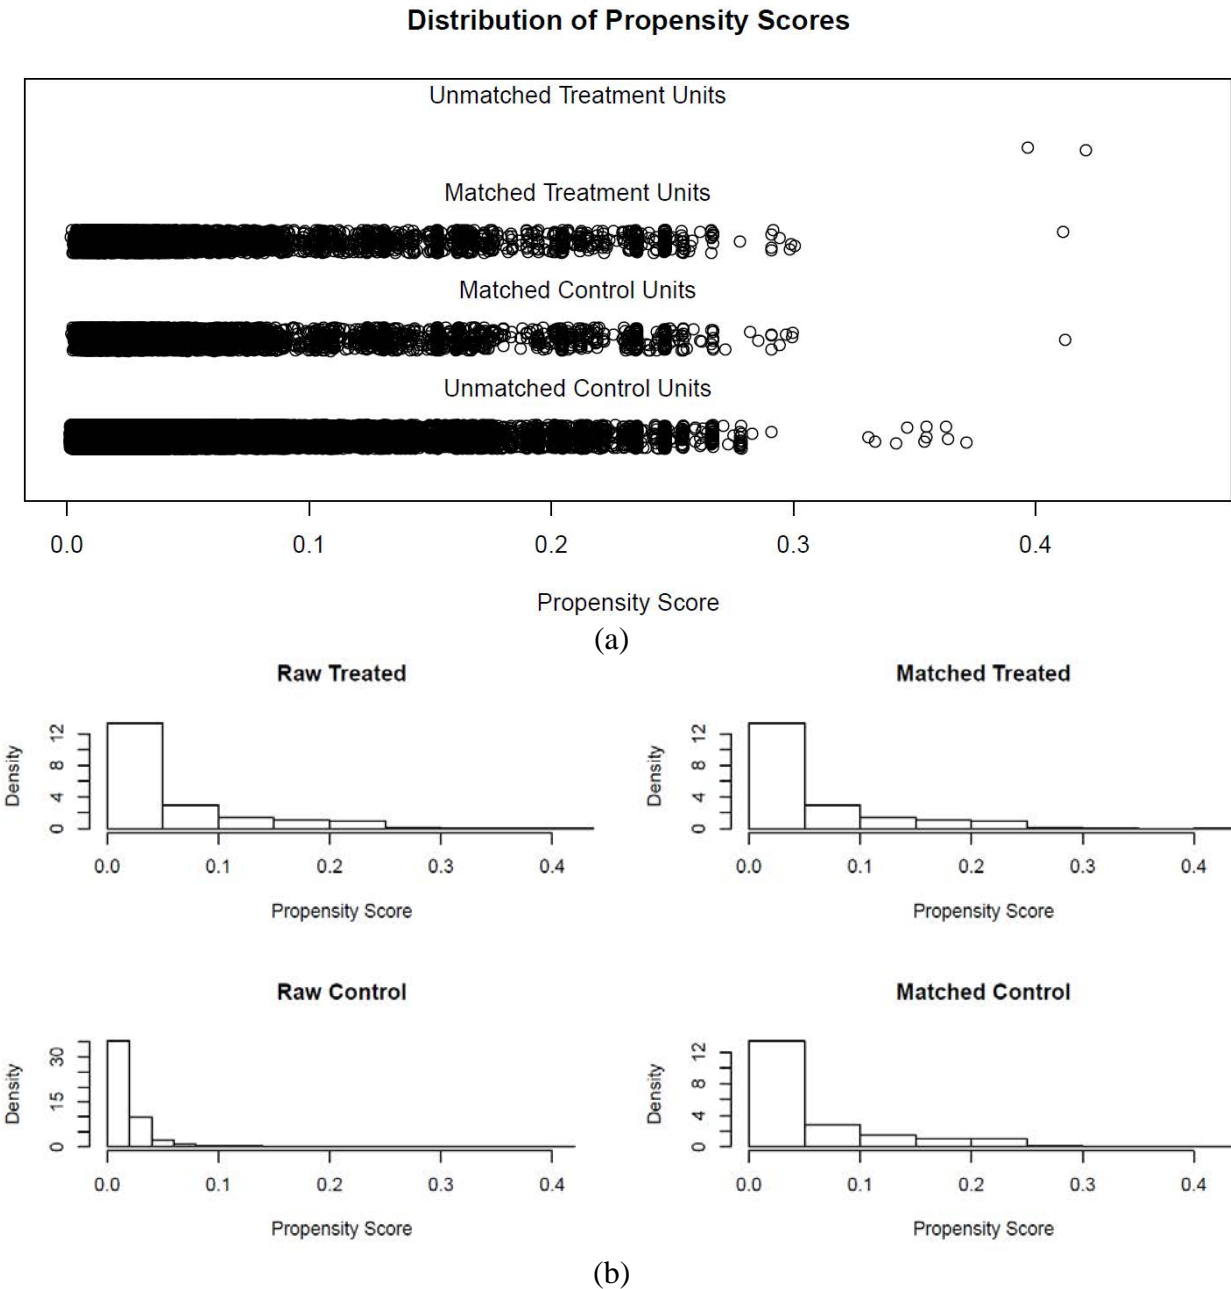 Distribution of Propensity Scores
Unmatched Treatment Units
Matched Treatment Units
Matched Control Units
Unmatched Control Units
0.0 0.1 0.2 0.3 0.4
Propensity Score
(a)
Raw Treated
Density
0 4 8 12
0.0 0.1 0.2 0.3 0.4
Propensity Score
Matched Treated
Density
0 4 8 12
0.0 0.1 0.2 0.3 0.4
Propensity Score
Raw Control
Density
0 15 30
0.0 0.1 0.2 0.3 0.4
Propensity Score
Matched Control
Density
0 4 8 12
0.0 0.1 0.2 0.3 0.4
Propensity Score
(b)